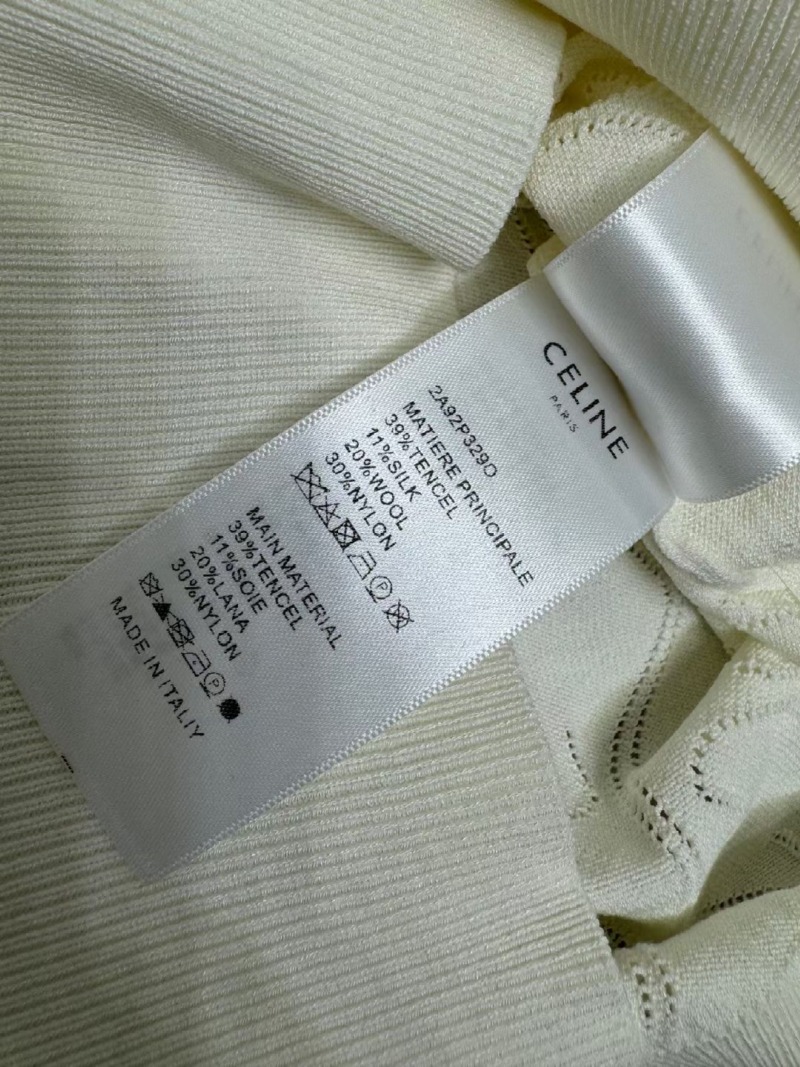 CELINE
PARIS
2A92P329O
MATIERE PRINCIPALE
39%TENCEL
11%SILK
20%WOOL
30%NYLON
P
MAIN MATERIAL
39%TENCEL
11%SOIE
20%LANA
30%NYLON
P
MADE IN ITALIY